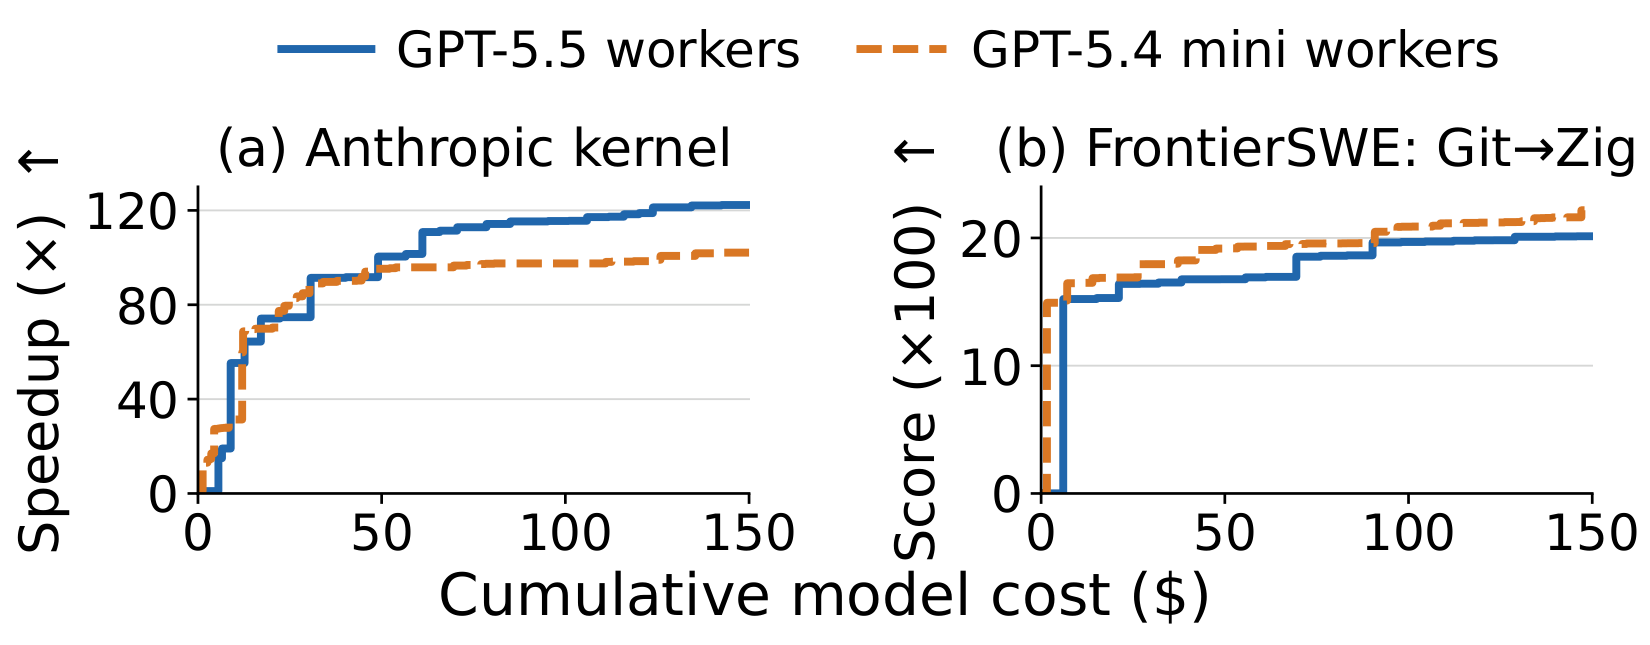 GPT-5.5 workers GPT-5.4 mini workers
(a) Anthropic kernel
Speedup (×) ↑
120
80
40
0
0 50 100 150
(b) FrontierSWE: Git→Zig
Score (×100) ↑
20
10
0
0 50 100 150
Cumulative model cost ($)